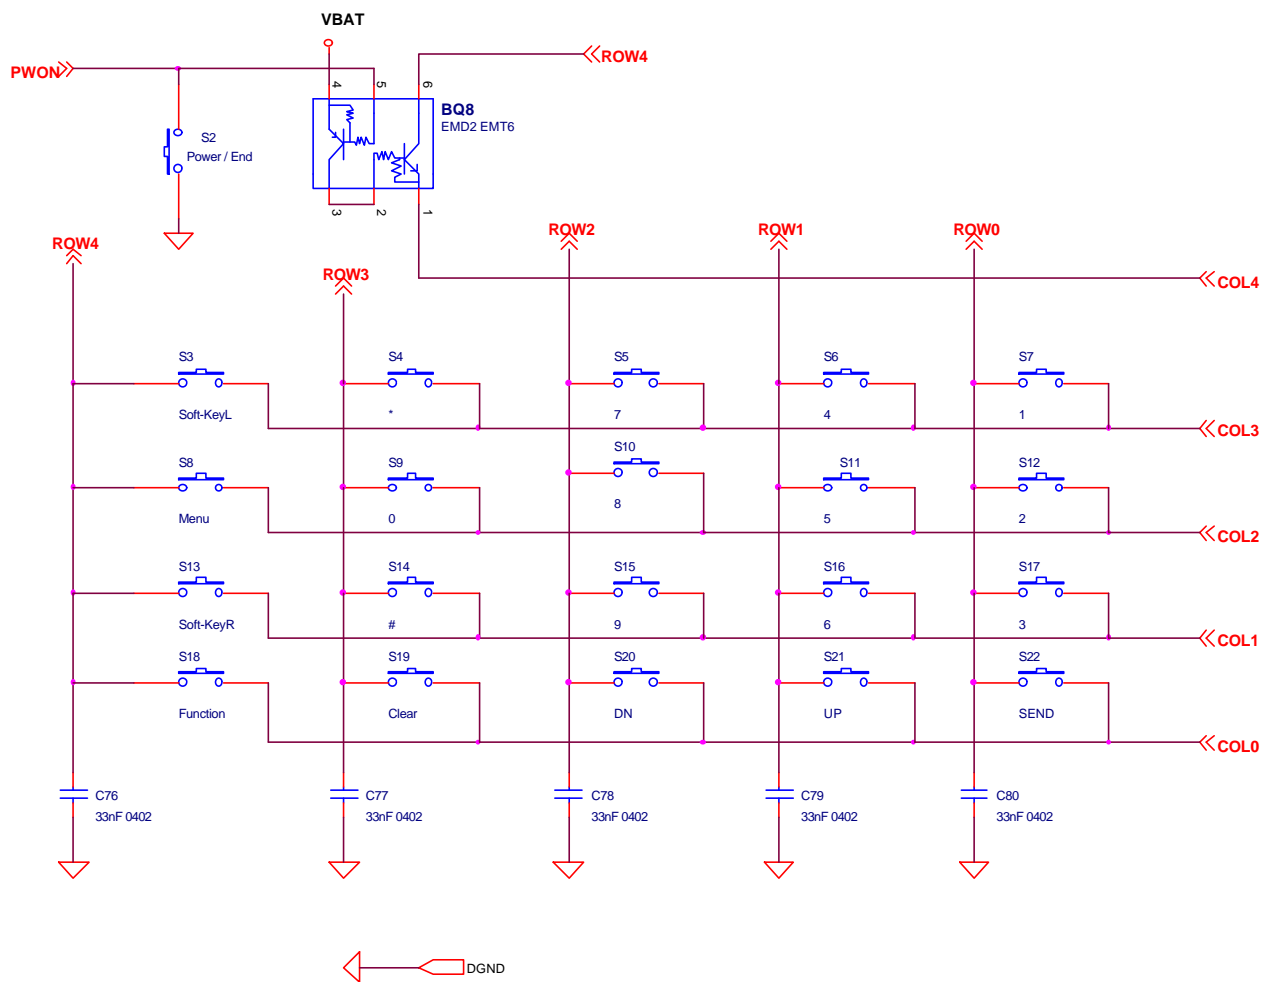 VBAT
PWON
ROW4
4
5
6
BQ8
EMD2 EMT6
S2
Power / End
3
2
1
ROW4
ROW3
ROW2
ROW1
ROW0
COL4
S3
S4
S5
S6
S7
Soft-KeyL
*
7
4
1
COL3
S8
S9
S10
S11
S12
Menu
0
8
5
2
COL2
S13
S14
S15
S16
S17
Soft-KeyR
#
9
6
3
COL1
S18
S19
S20
S21
S22
Function
Clear
DN
UP
SEND
COL0
C76
33nF 0402
C77
33nF 0402
C78
33nF 0402
C79
33nF 0402
C80
33nF 0402
DGND